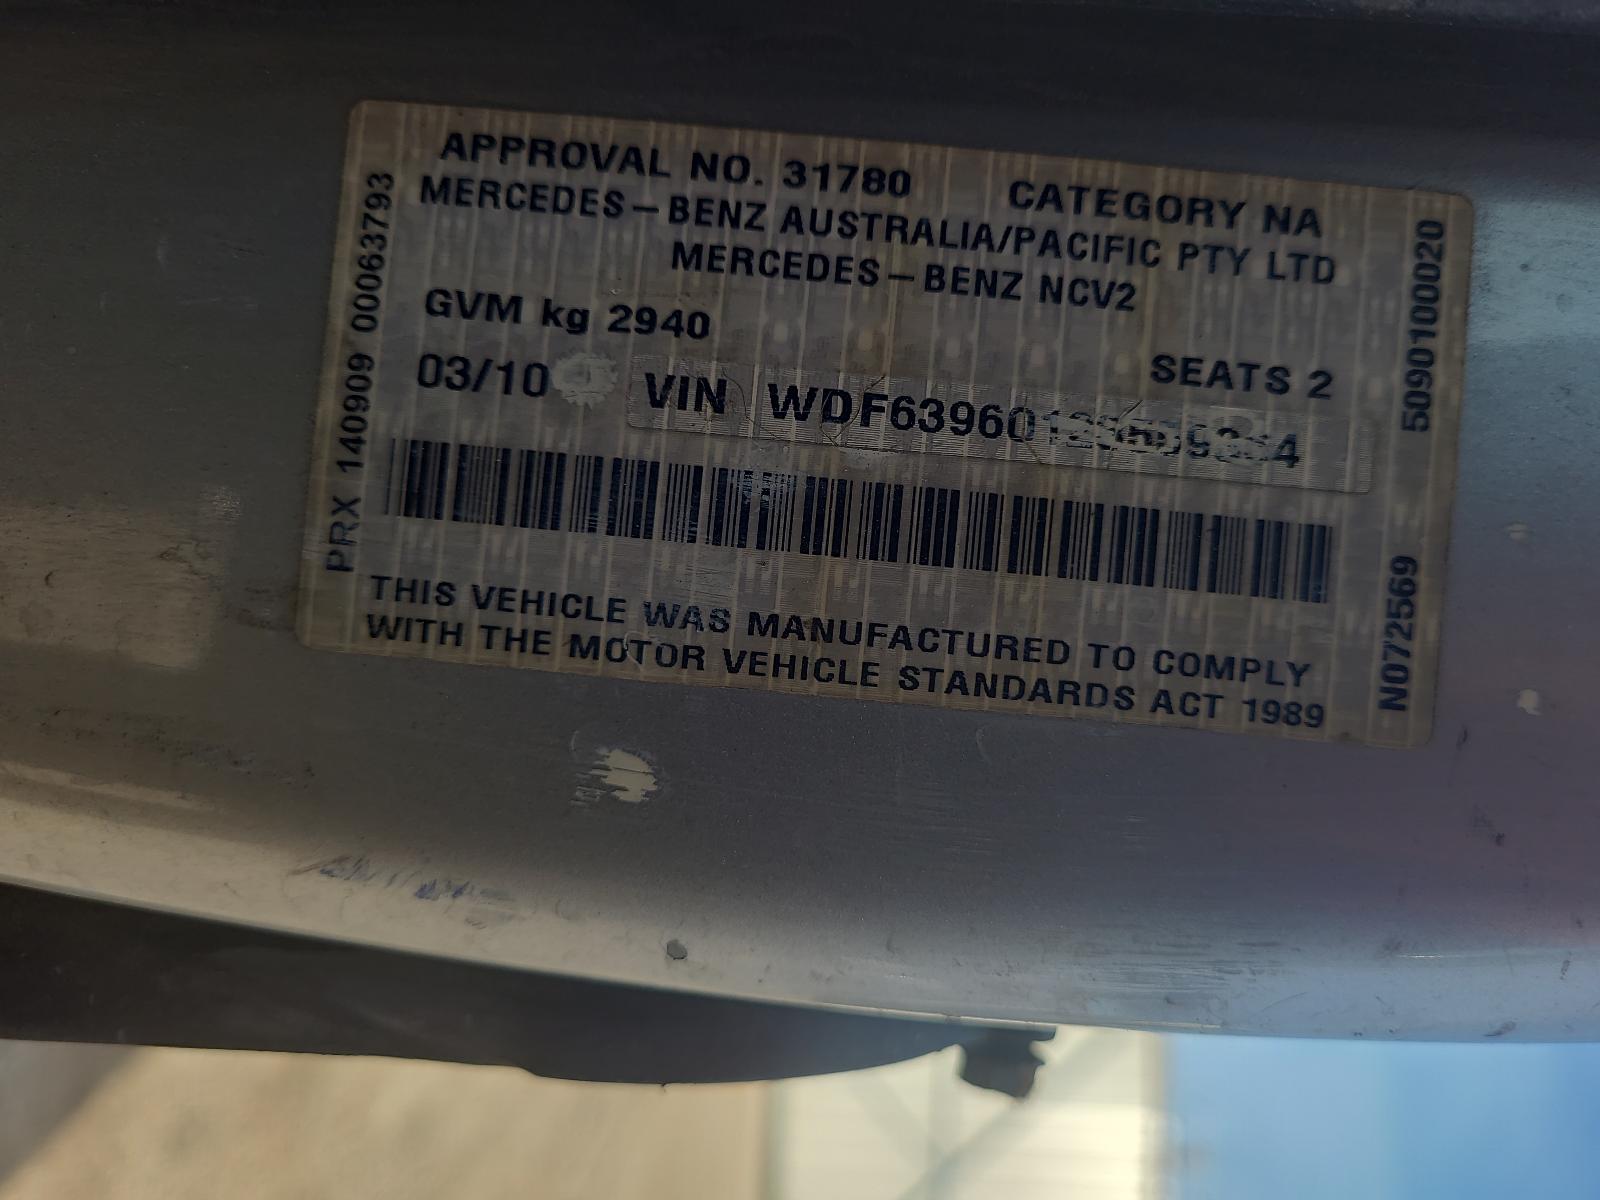 APPROVAL NO. 31780 CATEGORY NA
MERCEDES-BENZ AUSTRALIA/PACIFIC PTY LTD
MERCEDES-BENZ NCV2
GVM kg 2940
SEATS 2
03/10 VIN
THIS VEHICLE WAS MANUFACTURED TO COMPLY
WITH THE MOTOR VEHICLE STANDARDS ACT 1989
PRX 140909 00063793
N072569 5090100020